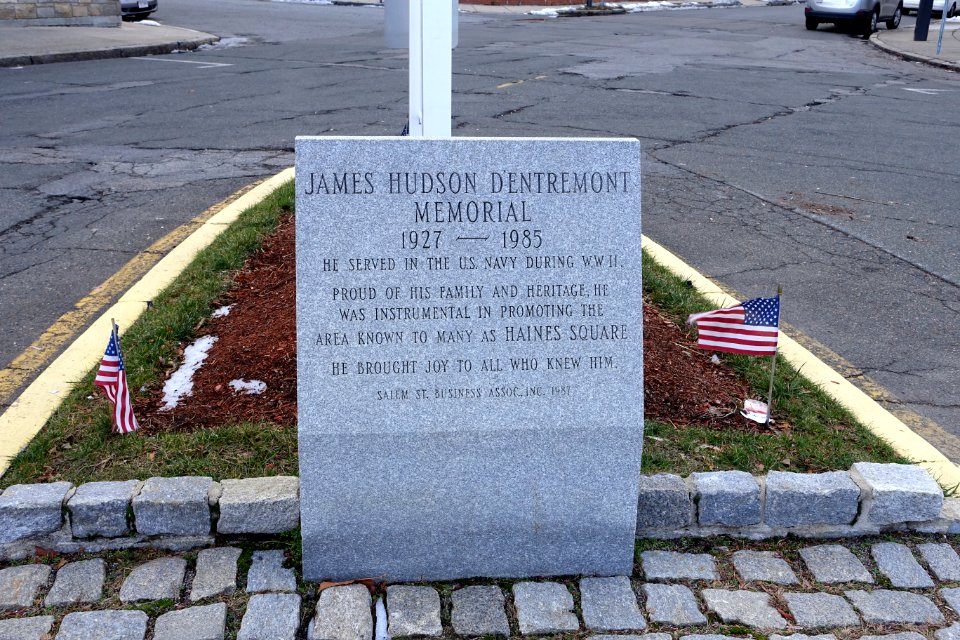 JAMES HUDSON D'ENTREMONT
MEMORIAL
1927 — 1985
HE SERVED IN THE U.S. NAVY DURING W.W.II.
PROUD OF HIS FAMILY AND HERITAGE, HE
WAS INSTRUMENTAL IN PROMOTING THE
AREA KNOWN TO MANY AS HAINES SQUARE
HE BROUGHT JOY TO ALL WHO KNEW HIM.
SALEM ST. BUSINESS ASSOC., INC. 1987